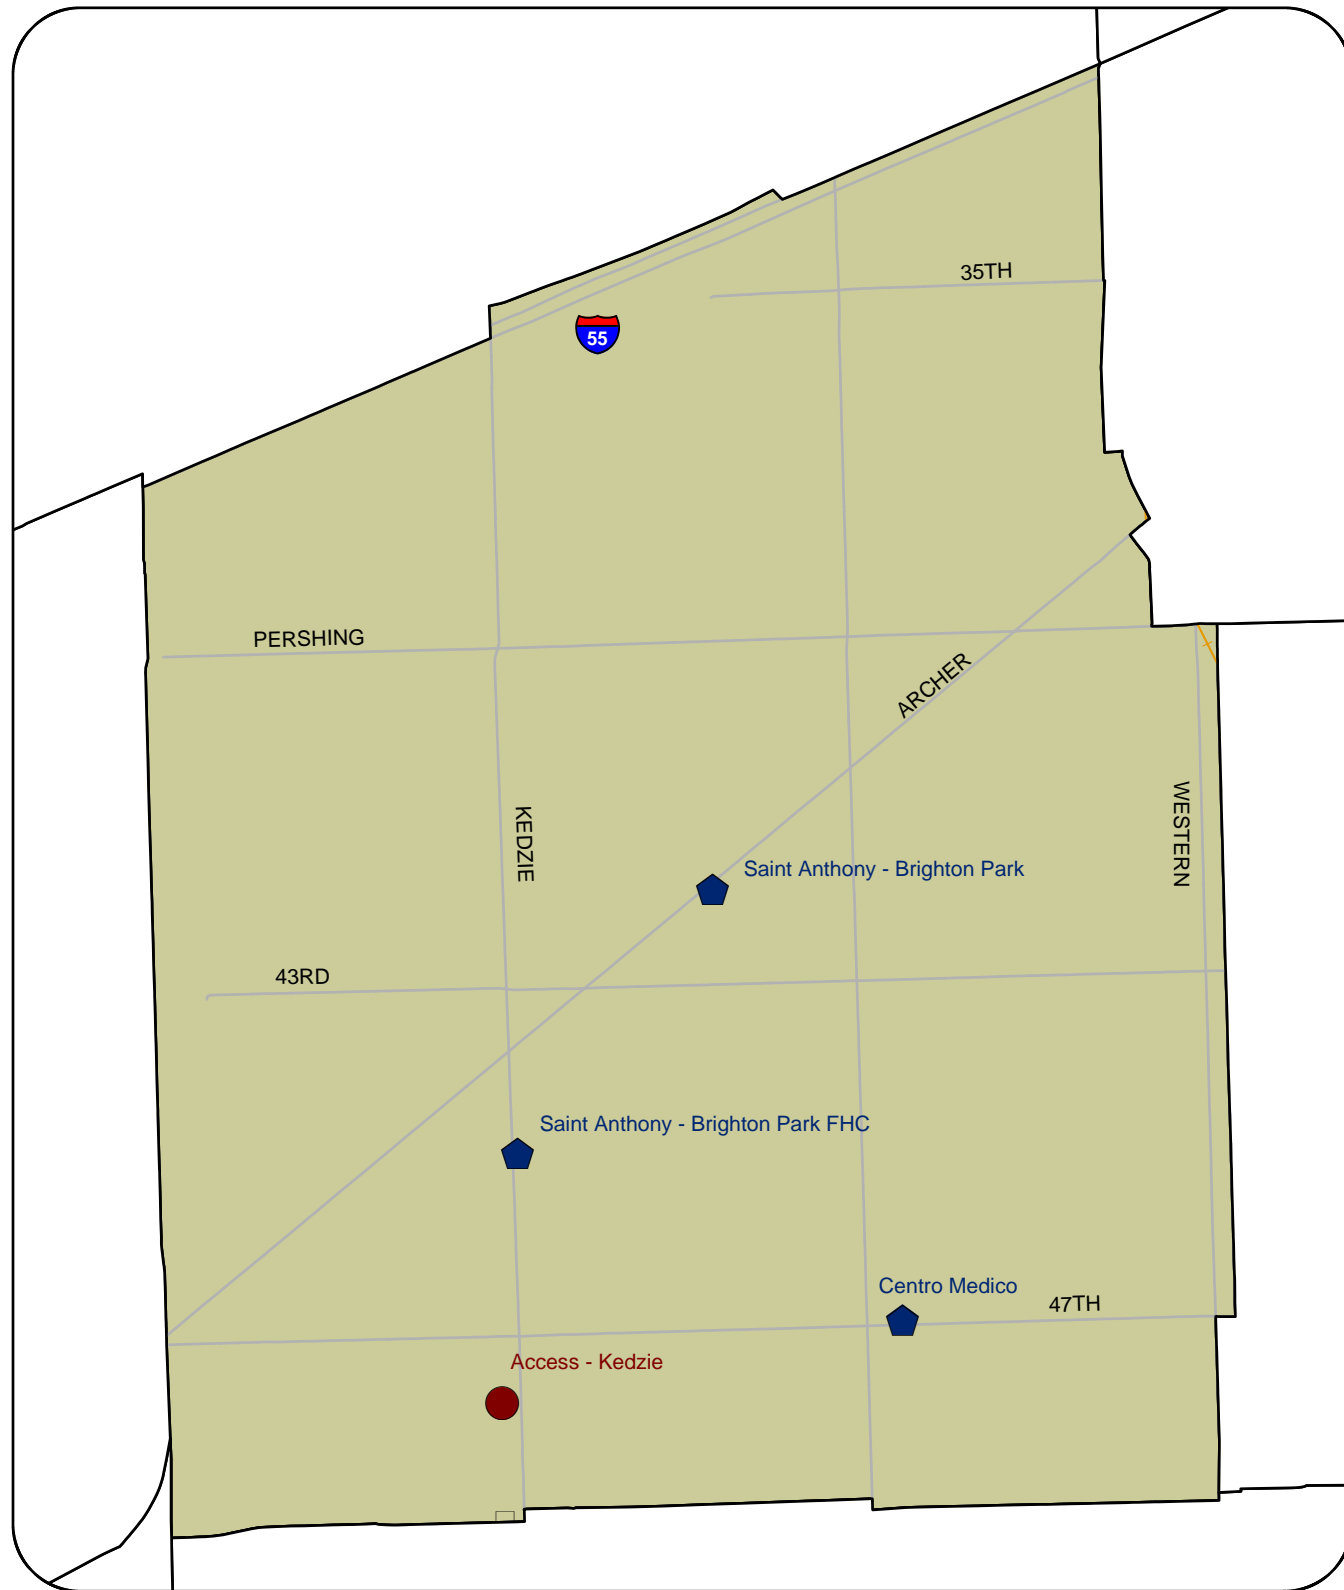 35TH
55
PERSHING
ARCHER
WESTERN
KEDZIE
Saint Anthony - Brighton Park
43RD
Saint Anthony - Brighton Park FHC
Centro Medico
47TH
Access - Kedzie